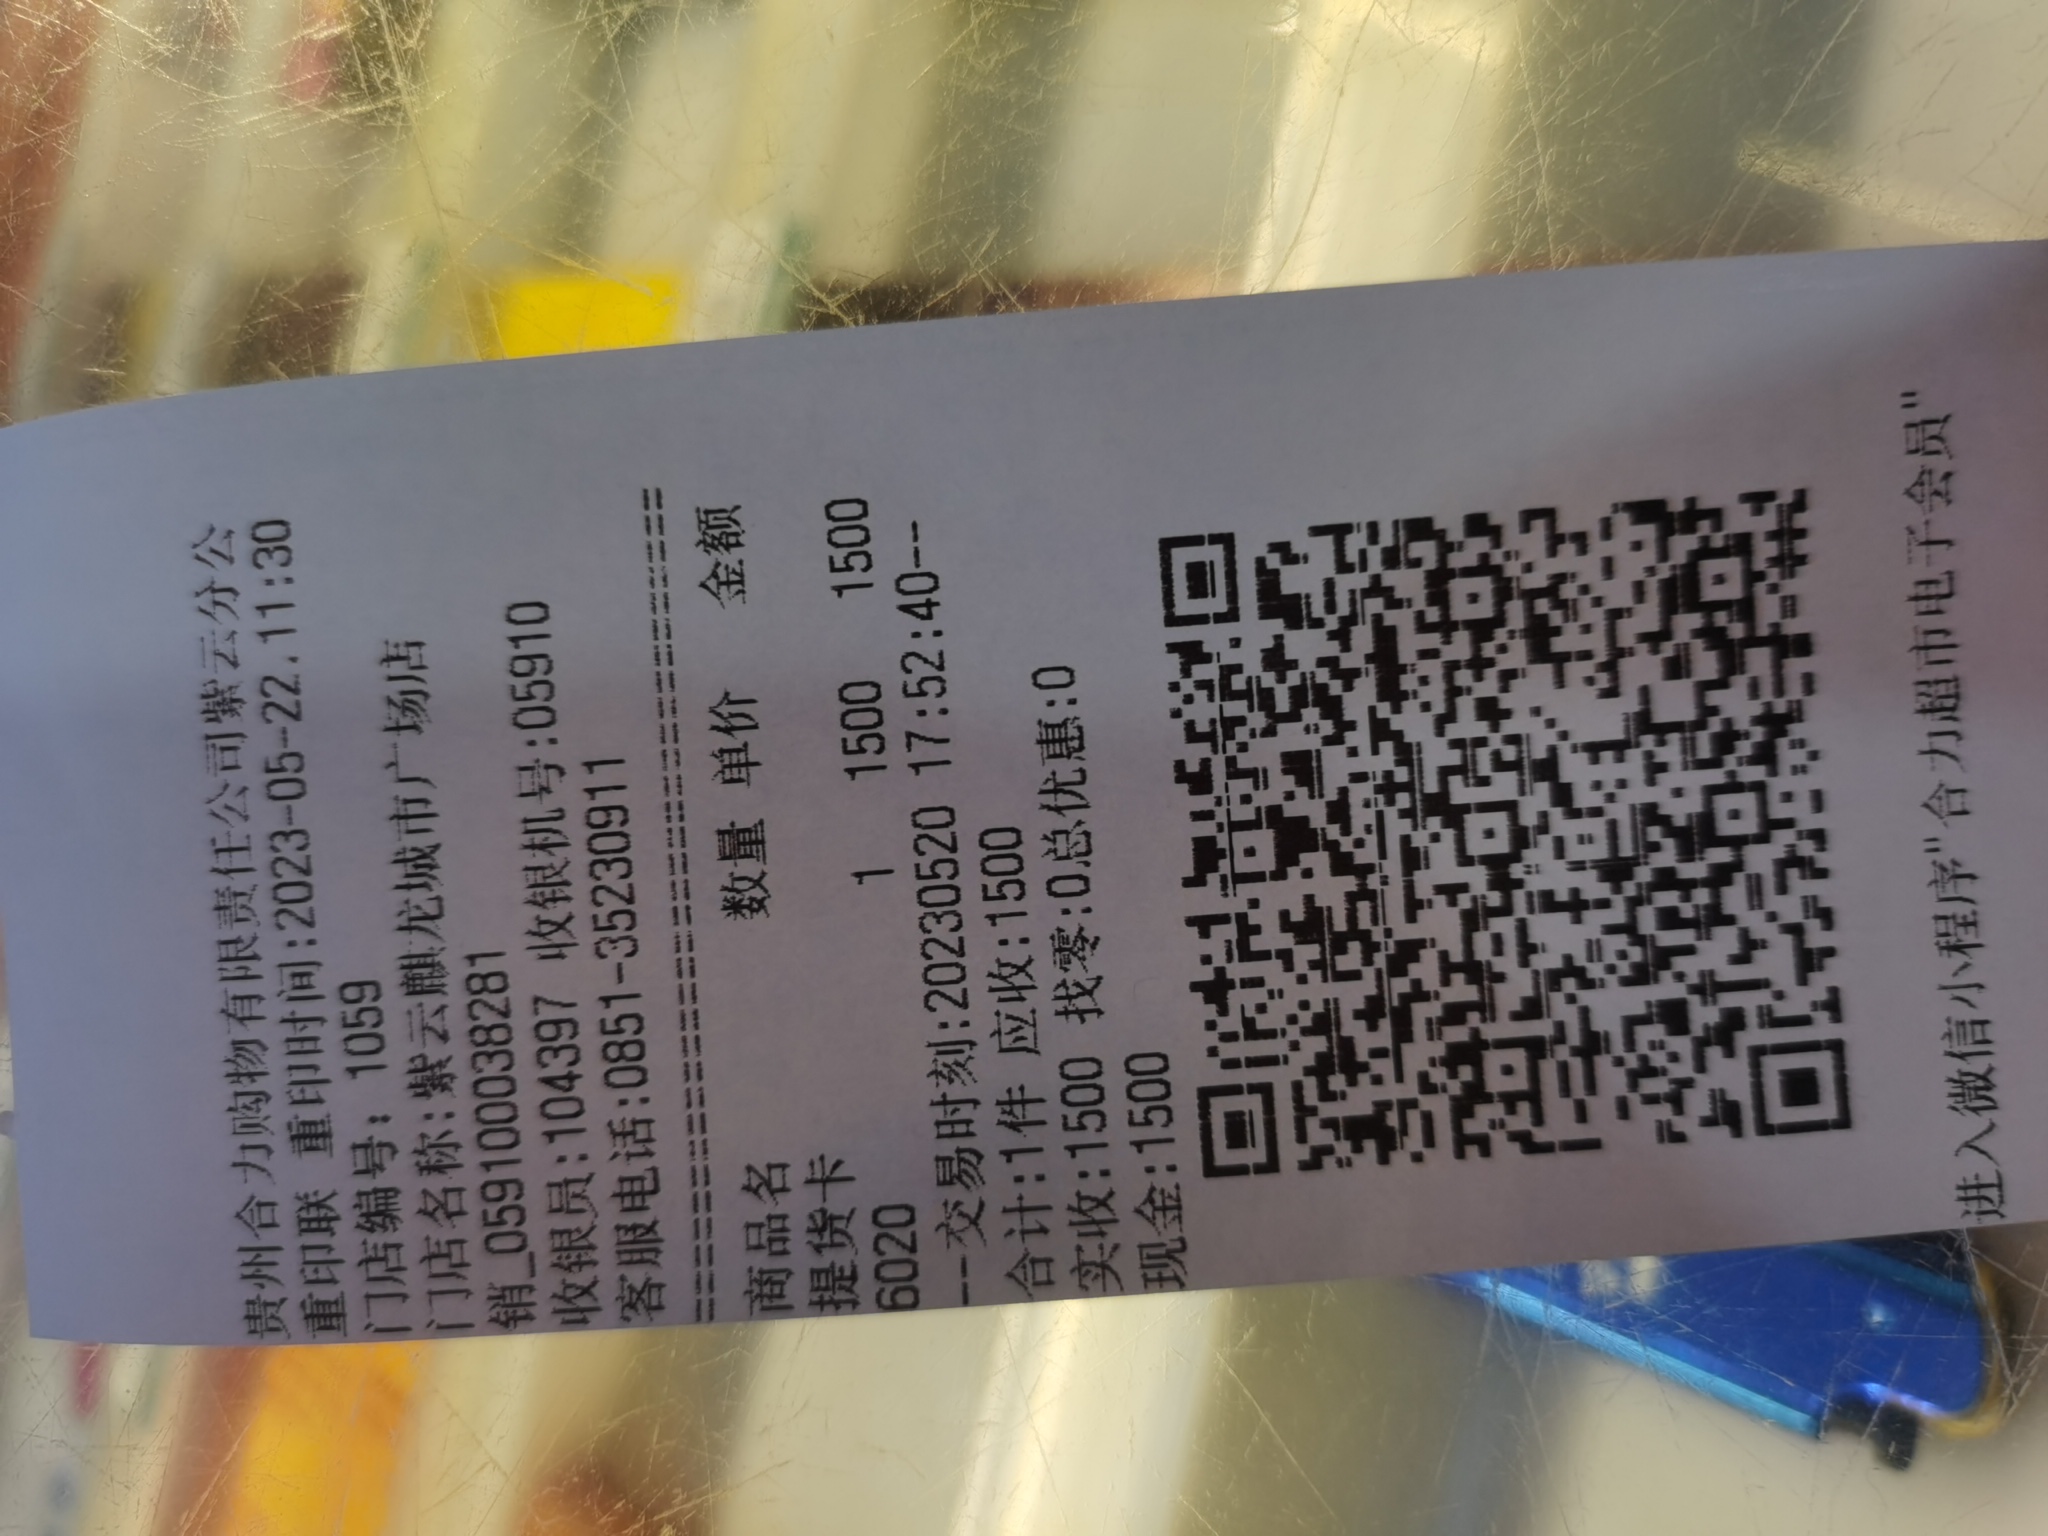 贵州合力购物有限责任公司紫云分公
重印联 重印时间:2023-05-22.11:30
门店编号: 1059
门店名称:紫云麒龙城市广场店
销_0591000038281
收银员:104397 收银机号:05910
客服电话:0851-35230911
================================
商品名 数量 单价 金额
提货卡
60201 1 1500 1500
--交易时刻:20230520 17:52:40--
合计:1件 应收:1500
实收:1500 找零:0总优惠:0
现金:1500
进入微信小程序"合力超市电子会员"